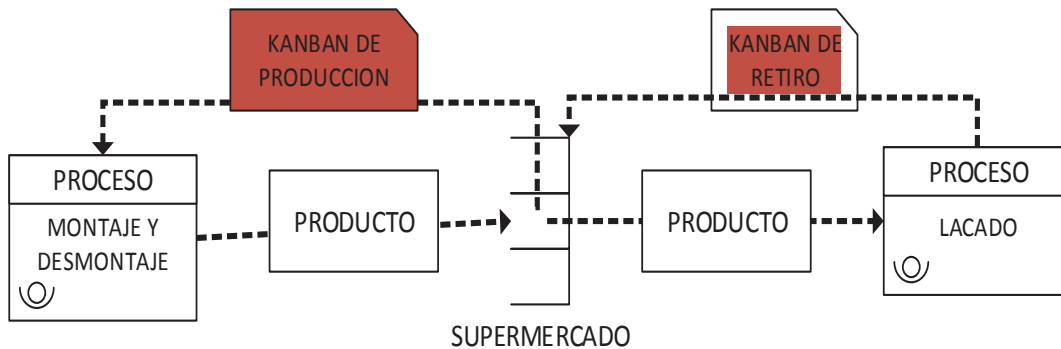 KANBAN DE
PRODUCCION
KANBAN DE
RETIRO
PROCESO
MONTAJE Y
DESMONTAJE
PRODUCTO
PRODUCTO
PROCESO
LACADO
SUPERMERCADO